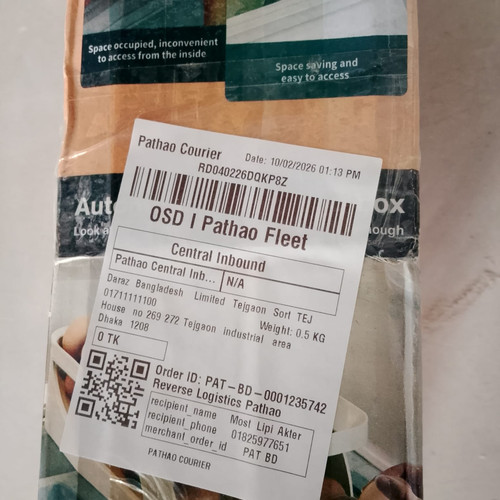 Space occupied, inconvenient
to access from the inside
Space saving and
easy to access
Pathao Courier
Date: 10/02/2026 01:13 PM
RD040226DQKP8Z
OSD | Pathao Fleet
Central Inbound
Pathao Central Inb... N/A
Daraz Bangladesh Limited Tejgaon Sort TEJ
01711111100 Weight: 0.5 KG
House no 269 272 Tejgaon industrial area
Dhaka 1208
0 TK
Order ID: PAT-BD-0001235742
Reverse Logistics Pathao
recipient_name Most Lipi Akter
recipient_phone 01825977651
merchant_order_id PAT BD
PATHAO COURIER